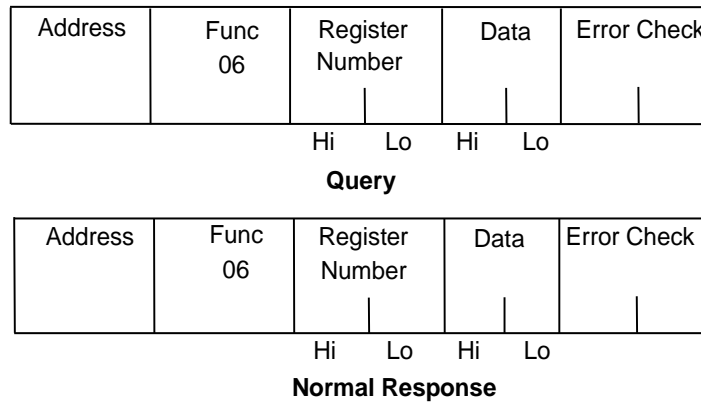 Address Func Register Data Error Check
06 Number
Hi Lo Hi Lo
Query
Address Func Register Data Error Check
06 Number
Hi Lo Hi Lo
Normal Response